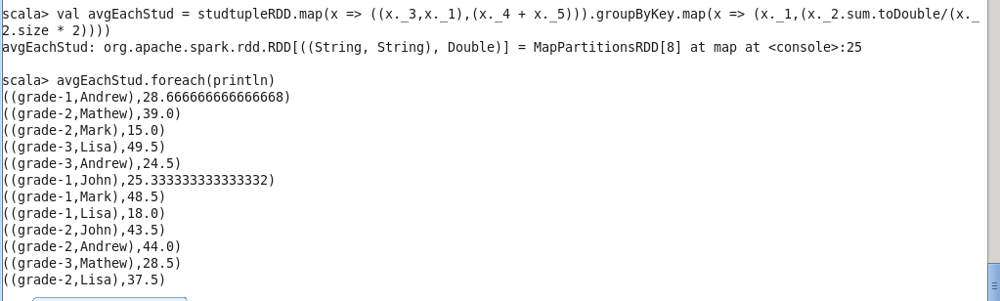 scala> val avgEachStud = studtupleRDD.map(x => ((x._3,x._1),(x._4 + x._5))).groupByKey.map(x => (x._1,(x._2.sum.toDouble/(x._
2.size * 2))))
avgEachStud: org.apache.spark.rdd.RDD[((String, String), Double)] = MapPartitionsRDD[8] at map at <console>:25
scala> avgEachStud.foreach(println)
((grade-1,Andrew),28.666666666666668)
((grade-2,Mathew),39.0)
((grade-2,Mark),15.0)
((grade-3,Lisa),49.5)
((grade-3,Andrew),24.5)
((grade-1,John),25.333333333333332)
((grade-1,Mark),48.5)
((grade-1,Lisa),18.0)
((grade-2,John),43.5)
((grade-2,Andrew),44.0)
((grade-3,Mathew),28.5)
((grade-2,Lisa),37.5)